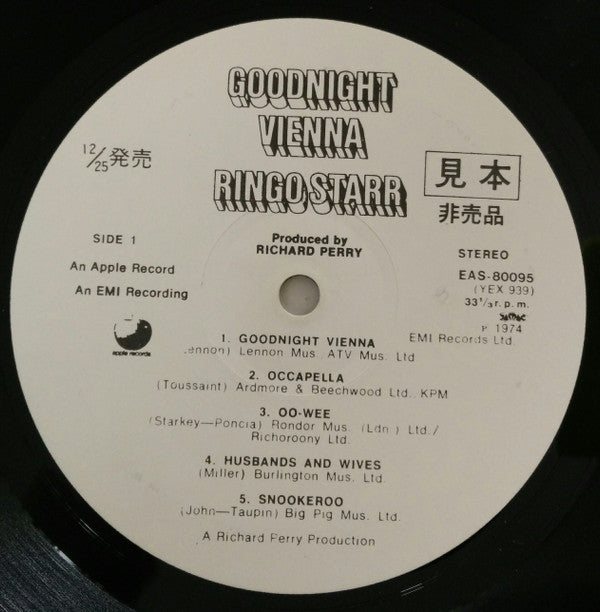 GOODNIGHT
VIENNA
RINGO STARR
12/25発売
見本
非売品
SIDE 1
Produced by
RICHARD PERRY
STEREO
An Apple Record
An EMI Recording
EAS-80095
(YEX 939)
33⅓ r.p.m.
℗ 1974
EMI Records Ltd.
apple records
1. GOODNIGHT VIENNA
ennon) Lennon Mus. ATV Mus. Ltd
2. OCCAPELLA
(Toussaint) Ardmore & Beechwood Ltd. KPM
3. OO-WEE
(Starkey—Poncia) Rondor Mus. (Ldn.) Ltd./
Richoroony Ltd.
4. HUSBANDS AND WIVES
(Miller) Burlington Mus. Ltd.
5. SNOOKEROO
(John—Taupin) Big Pig Mus. Ltd.
A Richard Perry Production